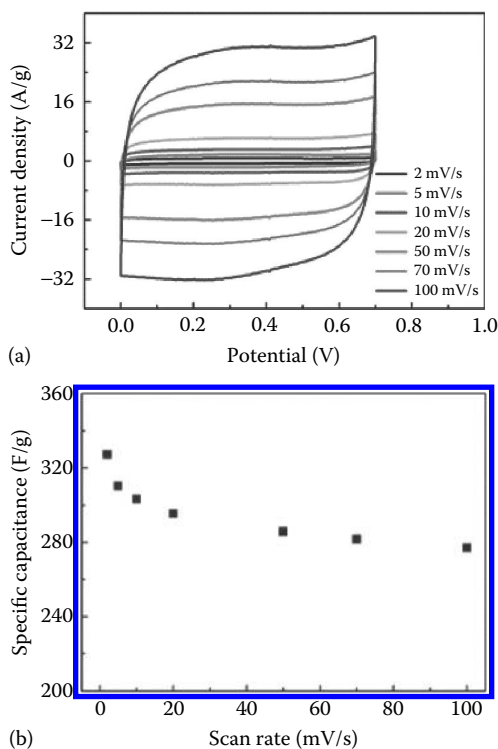 32
16
0
−16
−32
Current density (A/g)
2 mV/s
5 mV/s
10 mV/s
20 mV/s
50 mV/s
70 mV/s
100 mV/s
0.0 0.2 0.4 0.6 0.8 1.0
(a) Potential (V)
360
320
280
240
200
Specific capacitance (F/g)
0 20 40 60 80 100
(b) Scan rate (mV/s)